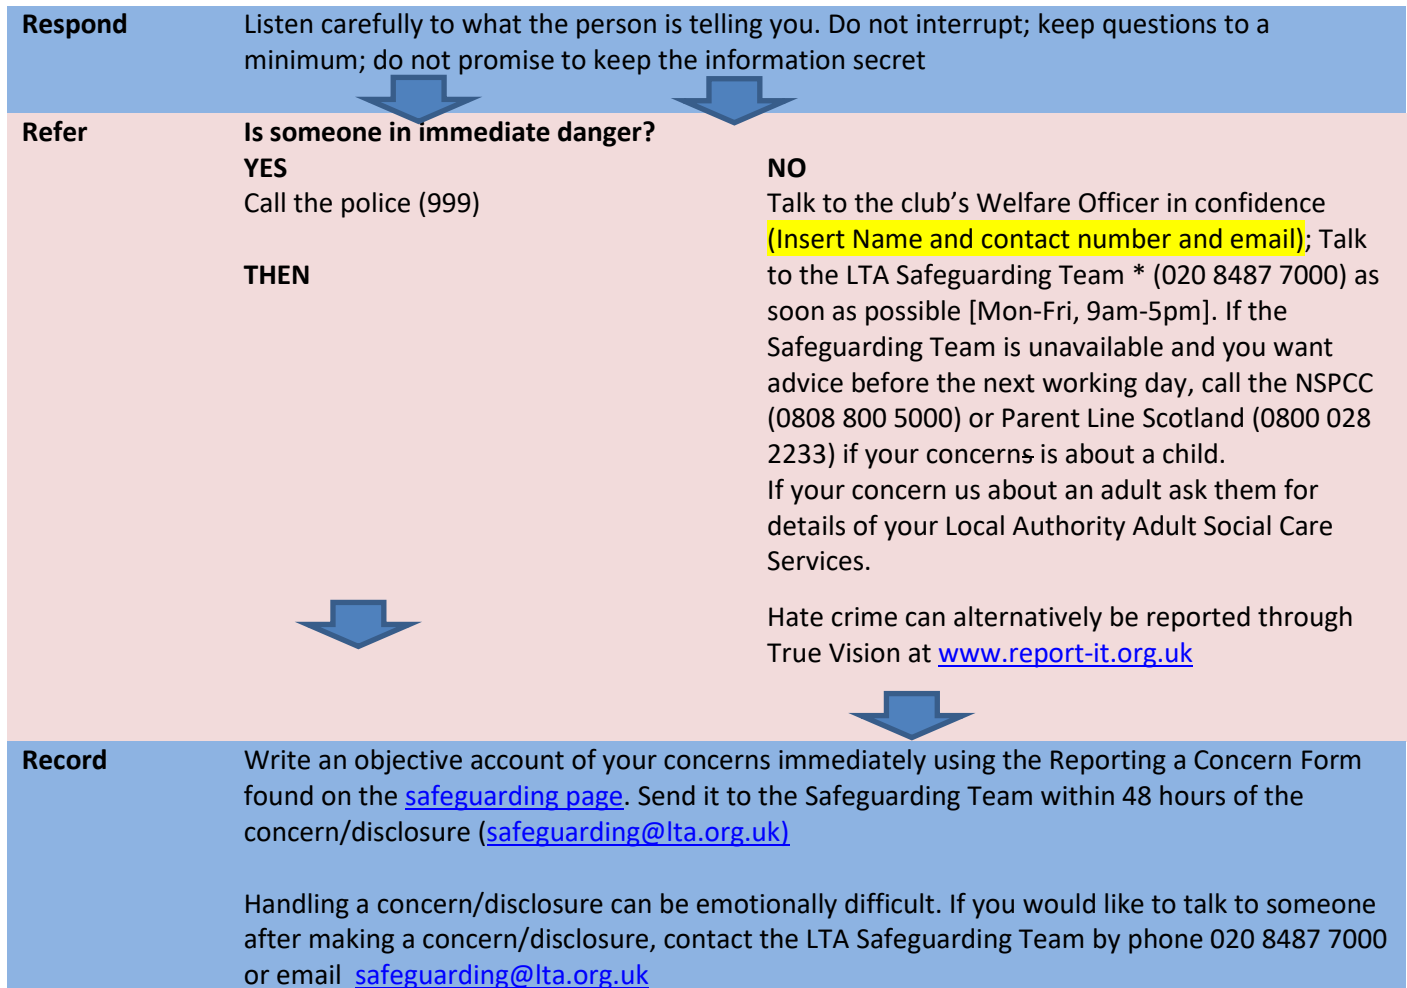 Respond
Listen carefully to what the person is telling you. Do not interrupt; keep questions to a
minimum; do not promise to keep the information secret
Refer
Is someone in immediate danger?
YES
Call the police (999)
THEN
NO
Talk to the club’s Welfare Officer in confidence
(Insert Name and contact number and email); Talk
to the LTA Safeguarding Team * (020 8487 7000) as
soon as possible [Mon-Fri, 9am-5pm]. If the
Safeguarding Team is unavailable and you want
advice before the next working day, call the NSPCC
(0808 800 5000) or Parent Line Scotland (0800 028
2233) if your concerns is about a child.
If your concern us about an adult ask them for
details of your Local Authority Adult Social Care
Services.
Hate crime can alternatively be reported through
True Vision at www.report-it.org.uk
Record
Write an objective account of your concerns immediately using the Reporting a Concern Form
found on the safeguarding page. Send it to the Safeguarding Team within 48 hours of the
concern/disclosure (safeguarding@lta.org.uk)
Handling a concern/disclosure can be emotionally difficult. If you would like to talk to someone
after making a concern/disclosure, contact the LTA Safeguarding Team by phone 020 8487 7000
or email safeguarding@lta.org.uk